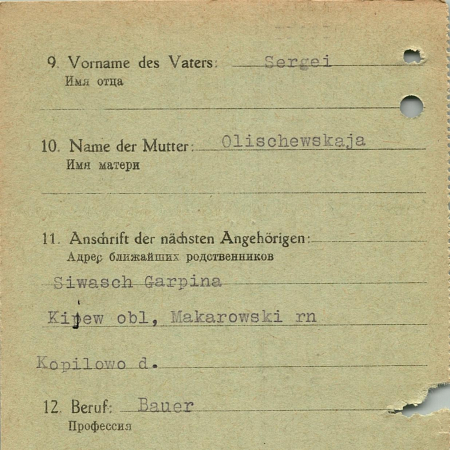 9. Vorname des Vaters: Sergei
Имя отца
10. Name der Mutter: Olischewskaja
Имя матери
11. Anschrift der nächsten Angehörigen:
Адрес ближайших родственников
Siwasch Garpina
Kijew obl, Makarowski rn
Kopilowo d.
12. Beruf: Bauer
Профессия